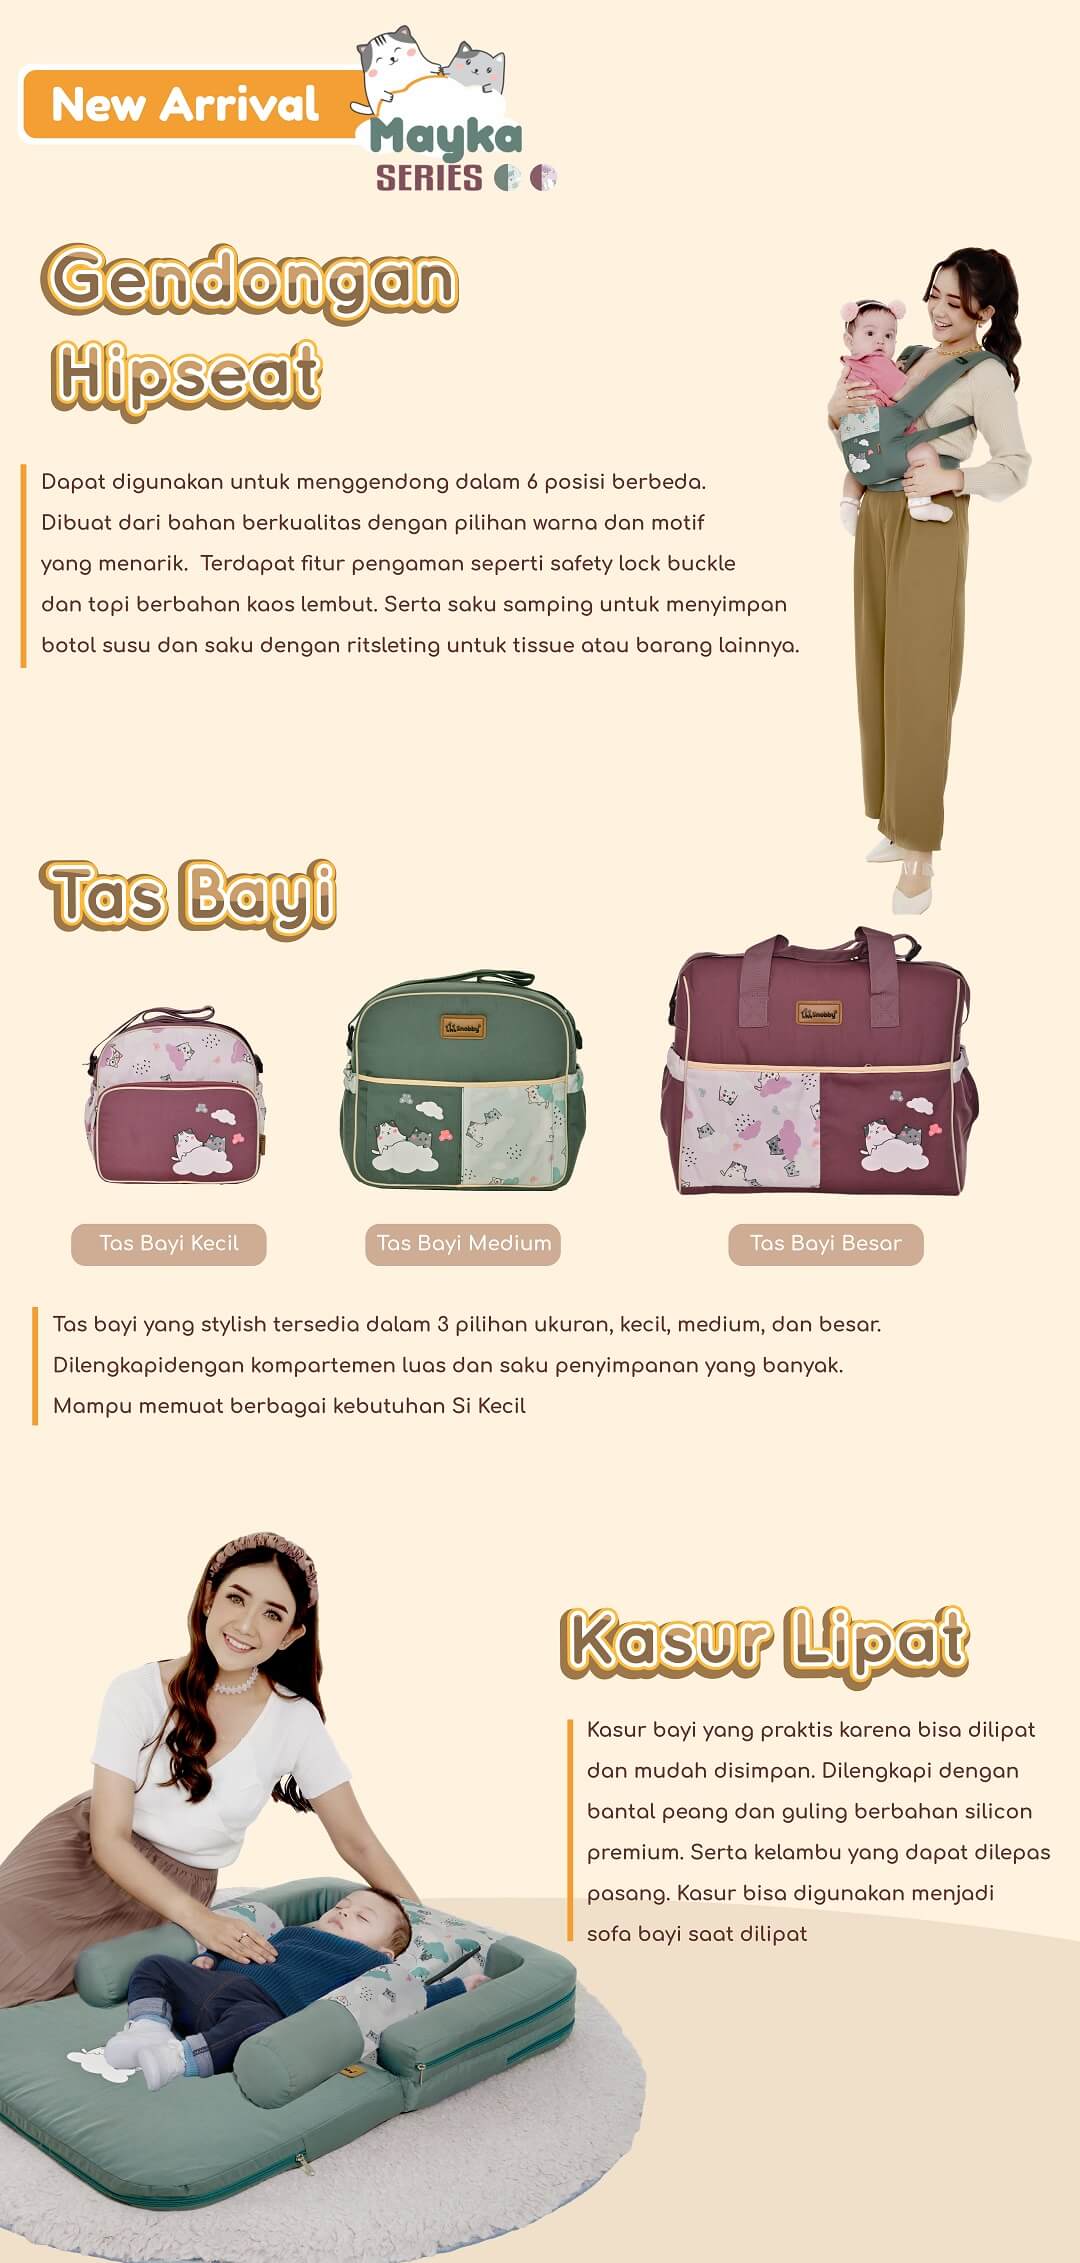 New Arrival
Mayka
SERIES
Gendongan
Hipseat
Dapat digunakan untuk menggendong dalam 6 posisi berbeda.
Dibuat dari bahan berkualitas dengan pilihan warna dan motif
yang menarik.  Terdapat fitur pengaman seperti safety lock buckle
dan topi berbahan kaos lembut. Serta saku samping untuk menyimpan
botol susu dan saku dengan ritsleting untuk tissue atau barang lainnya.
Tas Bayi
Snobby
Snobby
Tas Bayi Kecil
Tas Bayi Medium
Tas Bayi Besar
Tas bayi yang stylish tersedia dalam 3 pilihan ukuran, kecil, medium, dan besar.
Dilengkapidengan kompartemen luas dan saku penyimpanan yang banyak.
Mampu memuat berbagai kebutuhan Si Kecil
Kasur Lipat
Kasur bayi yang praktis karena bisa dilipat
dan mudah disimpan. Dilengkapi dengan
bantal peang dan guling berbahan silicon
premium. Serta kelambu yang dapat dilepas
pasang. Kasur bisa digunakan menjadi
sofa bayi saat dilipat